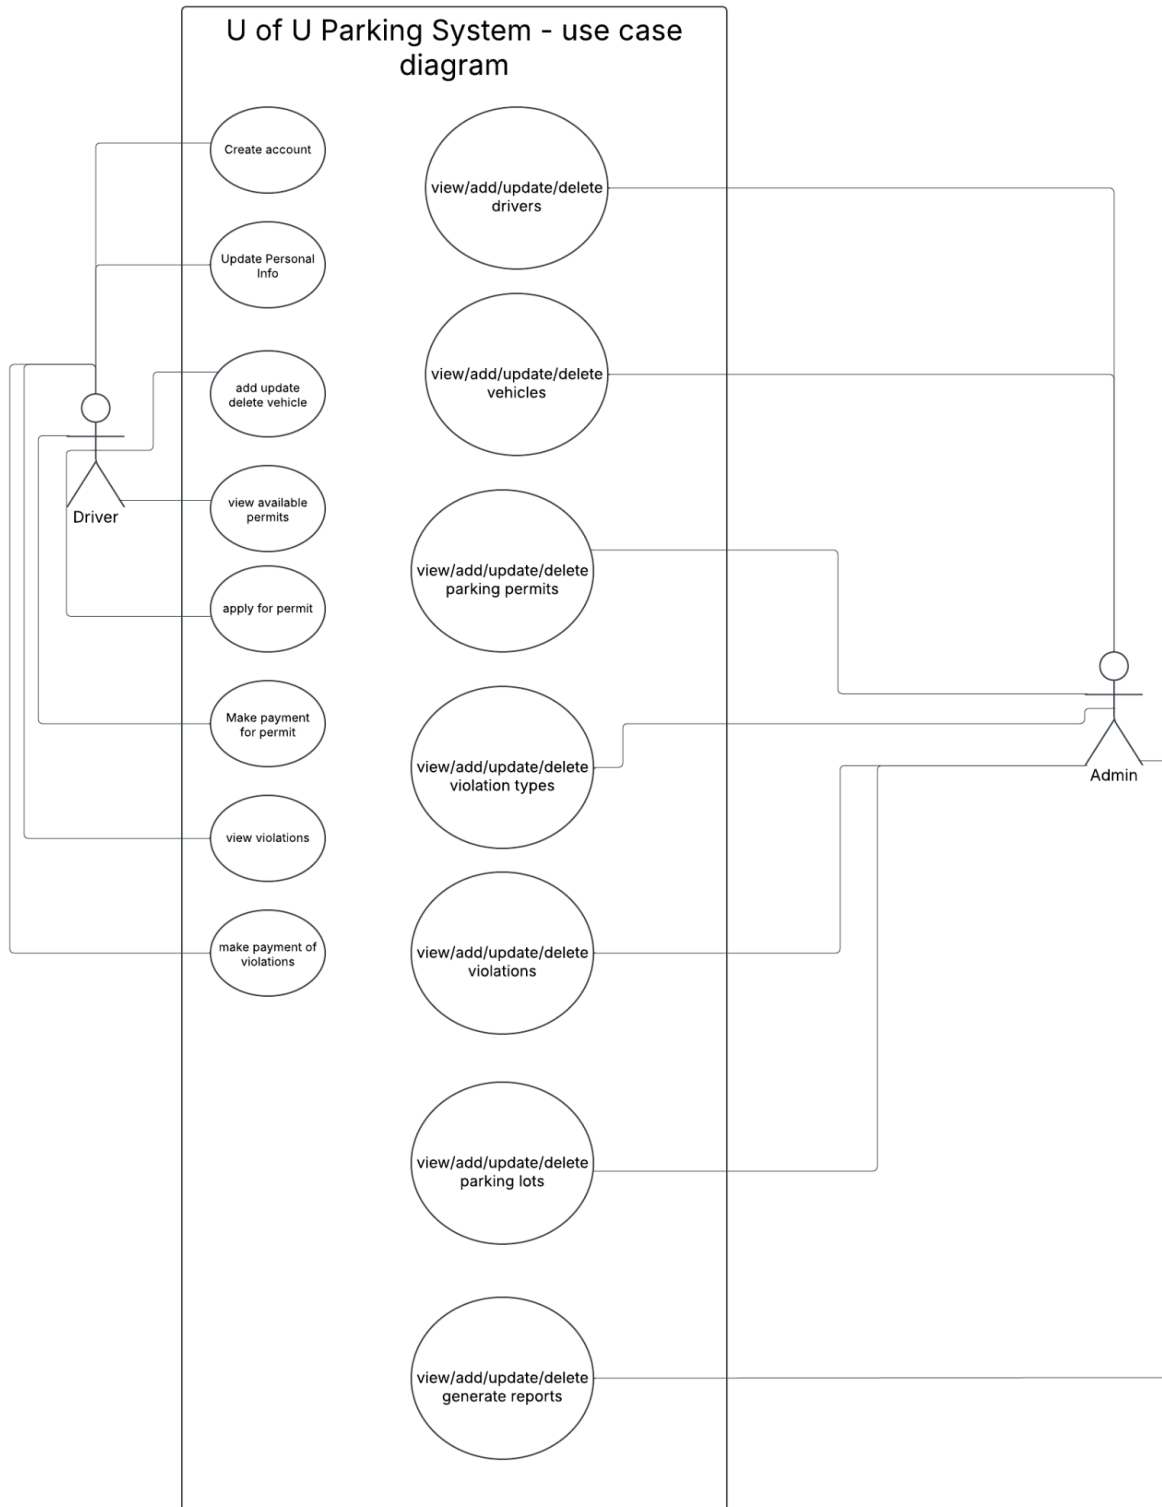 U of U Parking System - use case
diagram
Create account
Update Personal
Info
add update
delete vehicle
view available
permits
apply for permit
Make payment
for permit
view violations
make payment of
violations
Driver
view/add/update/delete
drivers
view/add/update/delete
vehicles
view/add/update/delete
parking permits
view/add/update/delete
violation types
view/add/update/delete
violations
view/add/update/delete
parking lots
view/add/update/delete
generate reports
Admin